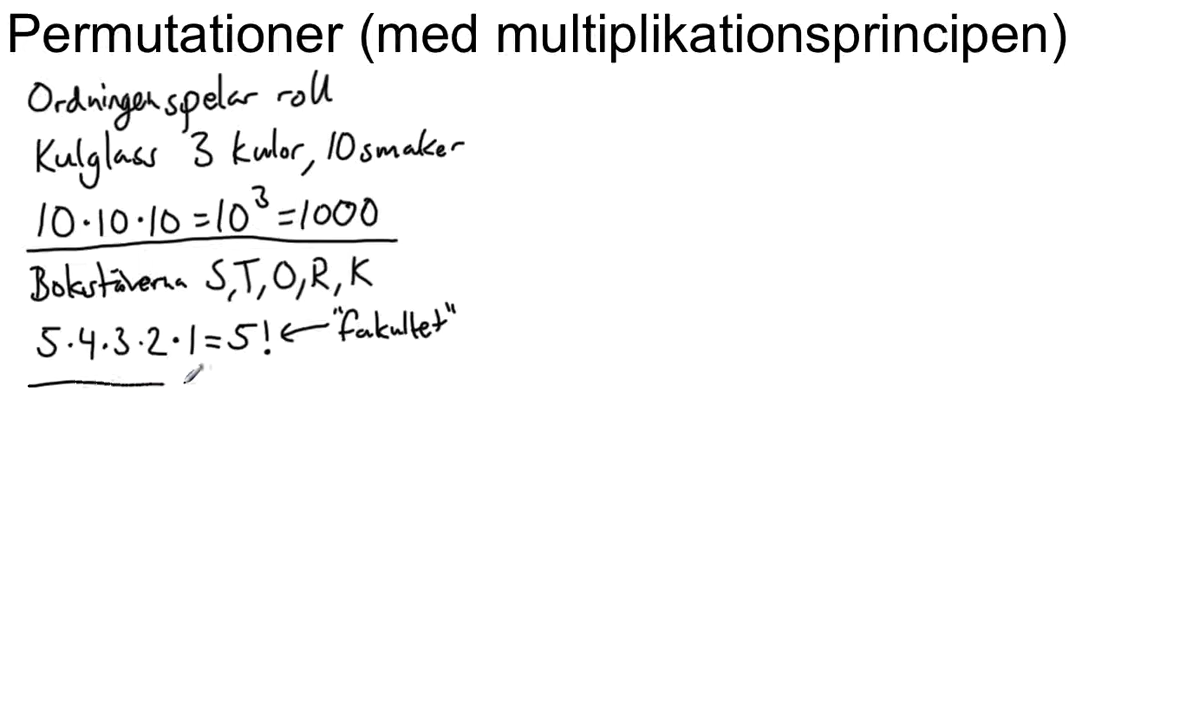 Permutationer (med multiplikationsprincipen)
Ordningen spelar roll
Kulglass 3 kulor, 10 smaker
10·10·10=10³=1000
Bokstäverna S,T,O,R,K
5·4·3·2·1=5!←"fakultet"